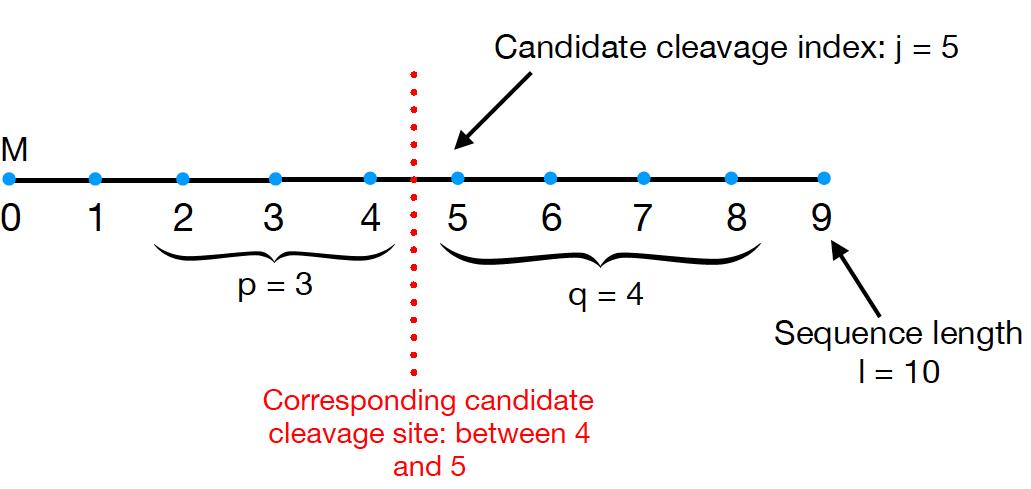 Candidate cleavage index: j = 5
M
0 1 2 3 4 5 6 7 8 9
p = 3
q = 4
Sequence length
l = 10
Corresponding candidate
cleavage site: between 4
and 5